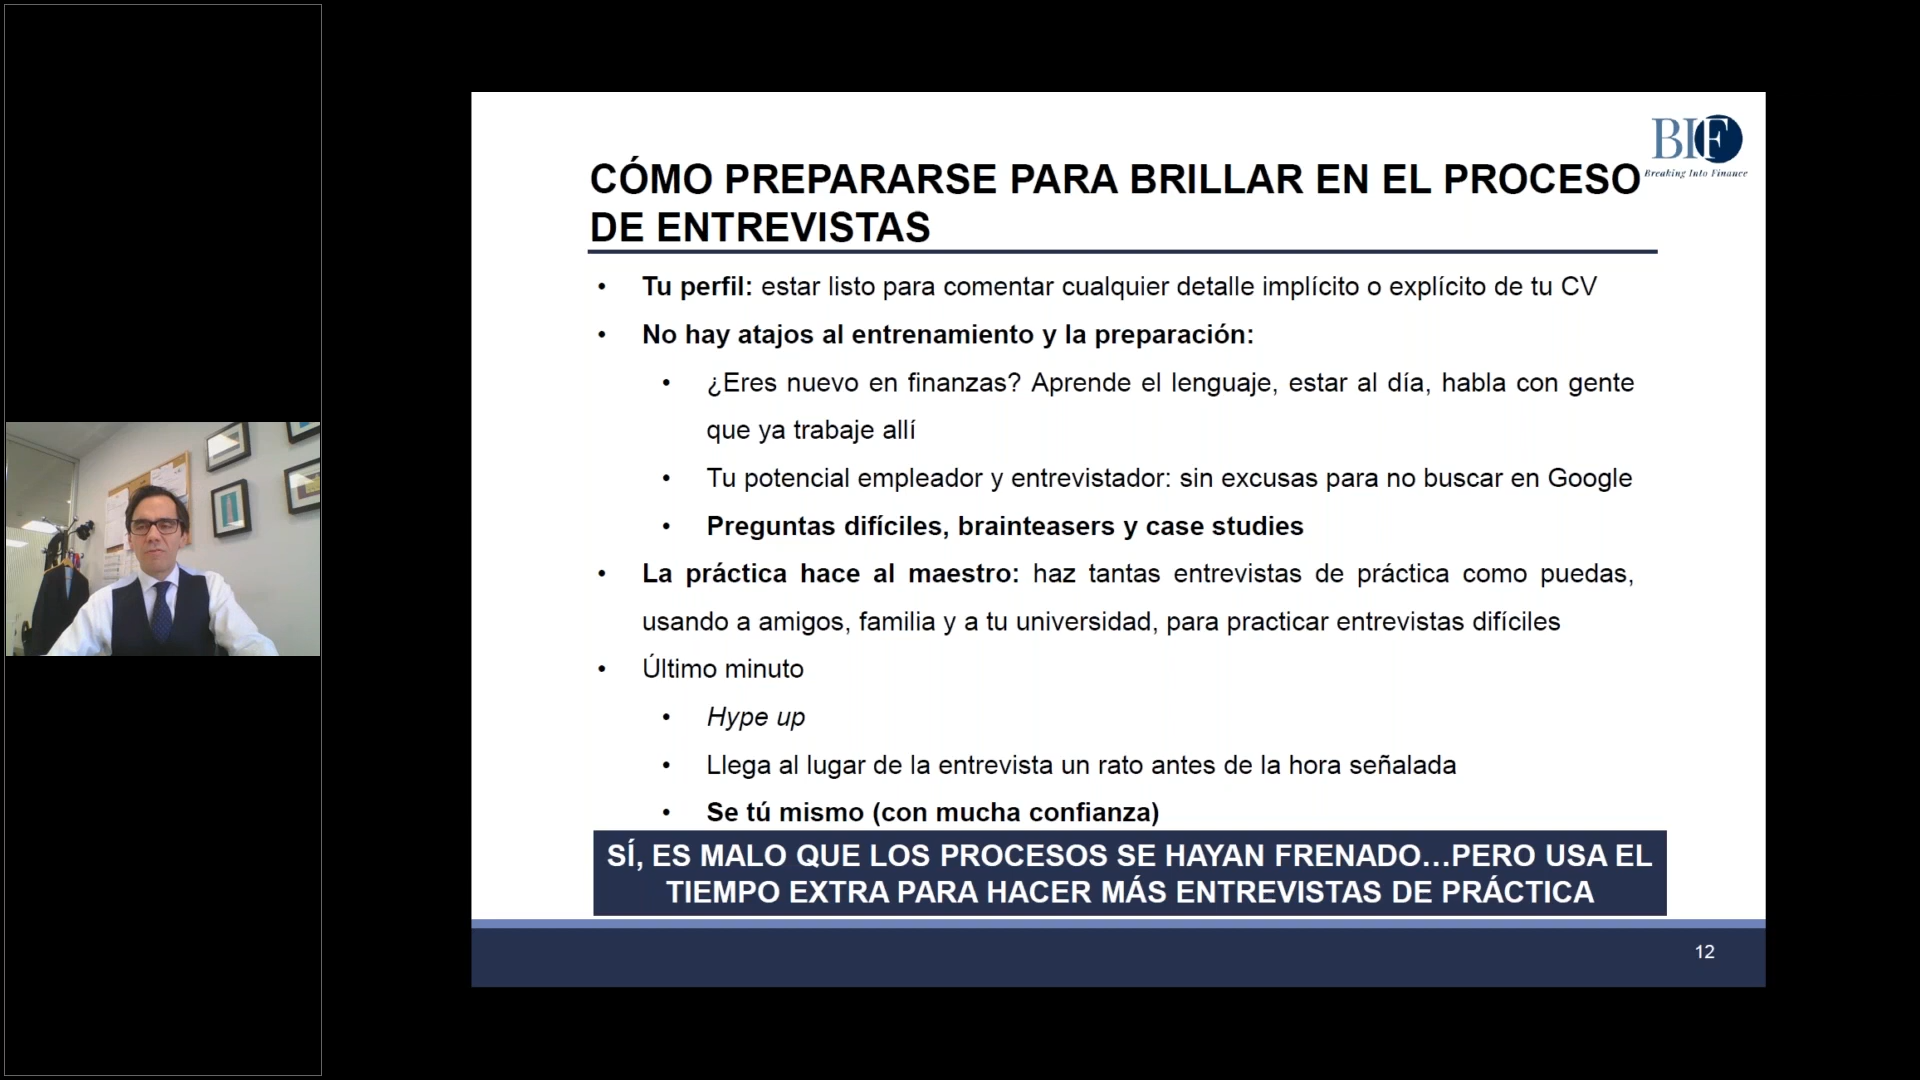 BIF
Breaking Into Finance
CÓMO PREPARARSE PARA BRILLAR EN EL PROCESO
DE ENTREVISTAS
• Tu perfil: estar listo para comentar cualquier detalle implícito o explícito de tu CV
• No hay atajos al entrenamiento y la preparación:
• ¿Eres nuevo en finanzas? Aprende el lenguaje, estar al día, habla con gente
que ya trabaje allí
• Tu potencial empleador y entrevistador: sin excusas para no buscar en Google
• Preguntas difíciles, brainteasers y case studies
• La práctica hace al maestro: haz tantas entrevistas de práctica como puedas,
usando a amigos, familia y a tu universidad, para practicar entrevistas difíciles
• Último minuto
• Hype up
• Llega al lugar de la entrevista un rato antes de la hora señalada
• Se tú mismo (con mucha confianza)
SÍ, ES MALO QUE LOS PROCESOS SE HAYAN FRENADO…PERO USA EL
TIEMPO EXTRA PARA HACER MÁS ENTREVISTAS DE PRÁCTICA
12